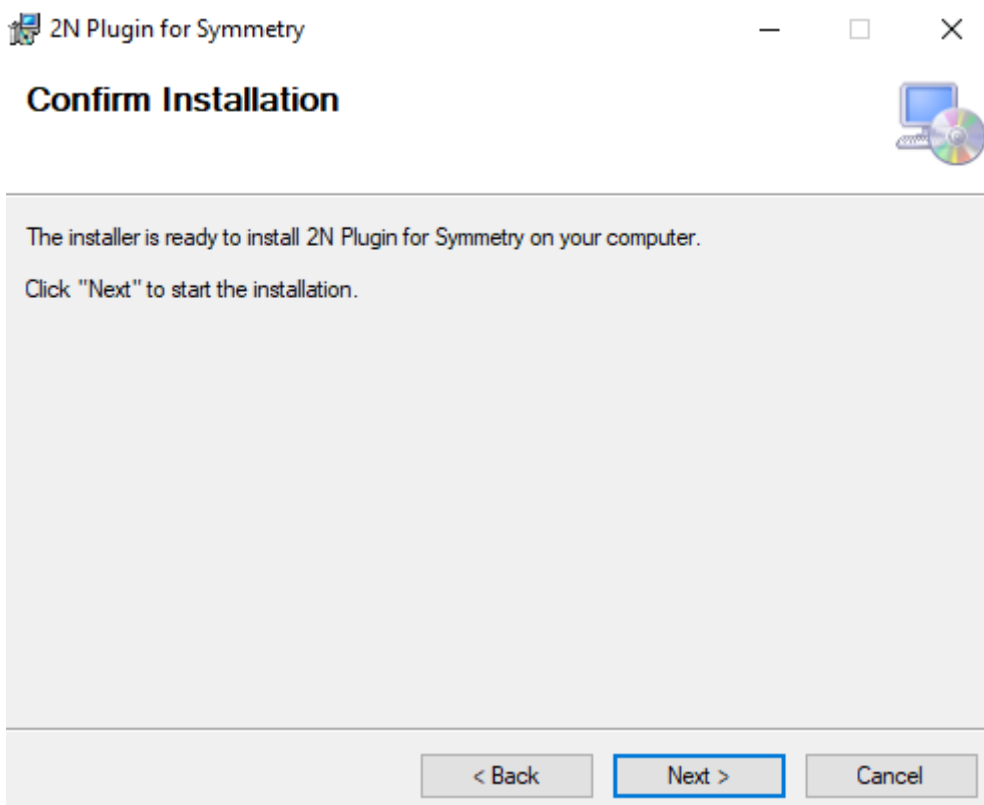 2N Plugin for Symmetry
Confirm Installation
The installer is ready to install 2N Plugin for Symmetry on your computer.
Click "Next" to start the installation.
< Back
Next >
Cancel